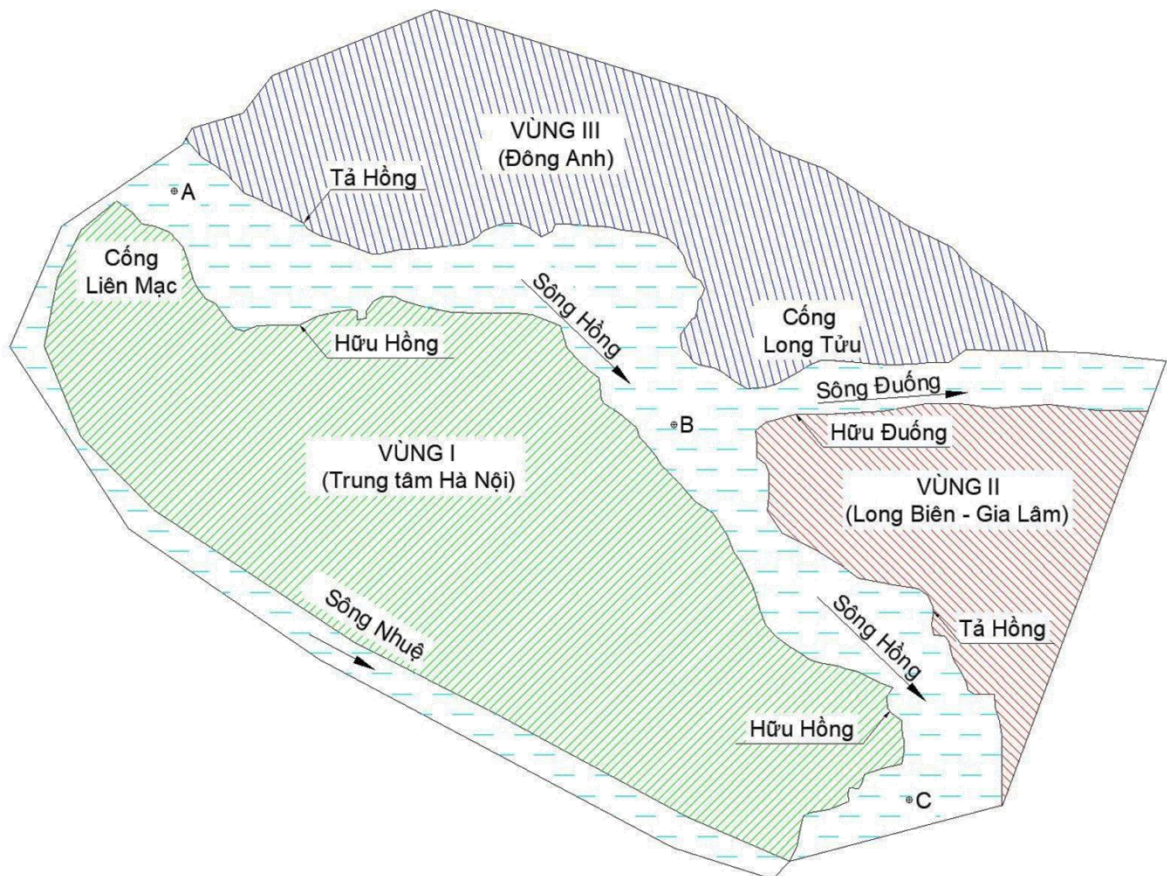 VÙNG III
(Đông Anh)
Tả Hồng
A
Cống
Liên Mạc
Sông Hồng
Hữu Hồng
Cống
Long Tửu
Sông Đuống
B
Hữu Đuống
VÙNG I
(Trung tâm Hà Nội)
VÙNG II
(Long Biên - Gia Lâm)
Sông Nhuệ
Sông Hồng
Tả Hồng
Hữu Hồng
C